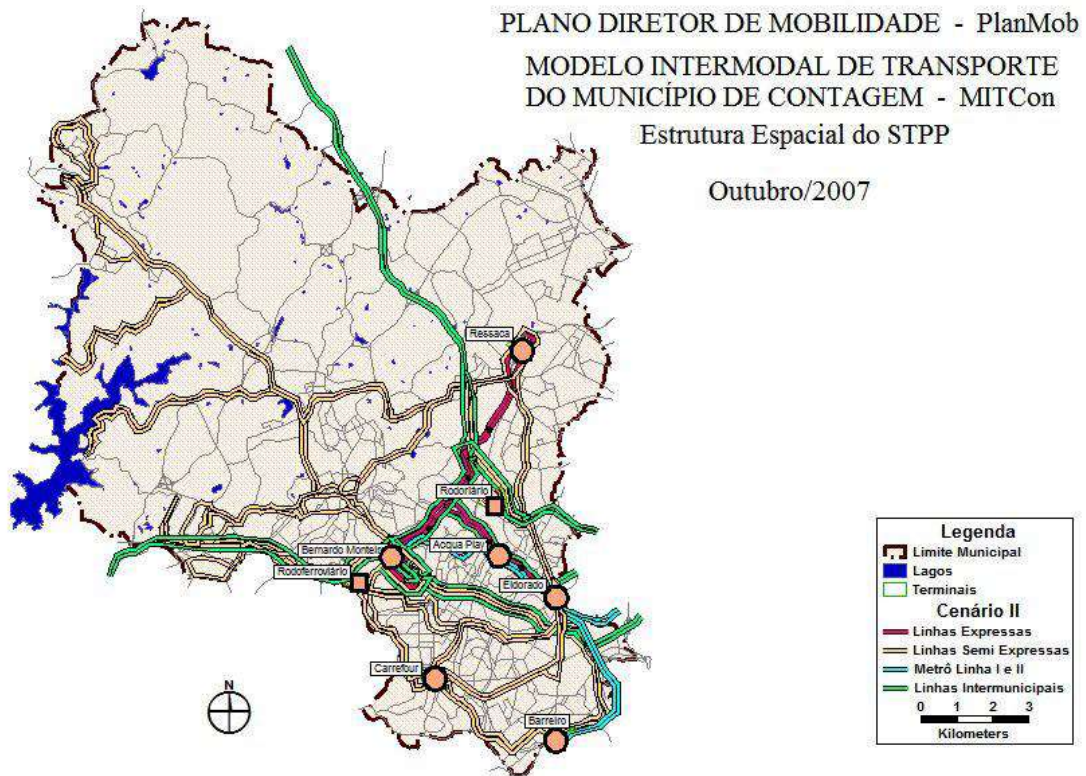 PLANO DIRETOR DE MOBILIDADE - PlanMob
MODELO INTERMODAL DE TRANSPORTE
DO MUNICÍPIO DE CONTAGEM - MITCon
Estrutura Espacial do STPP
Outubro/2007
Ressaca
Rodoriário
Bernardo Monteir
Acqua Play
Rodoferroviário
Eldorado
Carrefour
Barreiro
N
Legenda
Limite Municipal
Lagos
Terminais
Cenário II
Linhas Expressas
Linhas Semi Expressas
Metrô Linha I e II
Linhas Intermunicipais
0 1 2 3
Kilometers